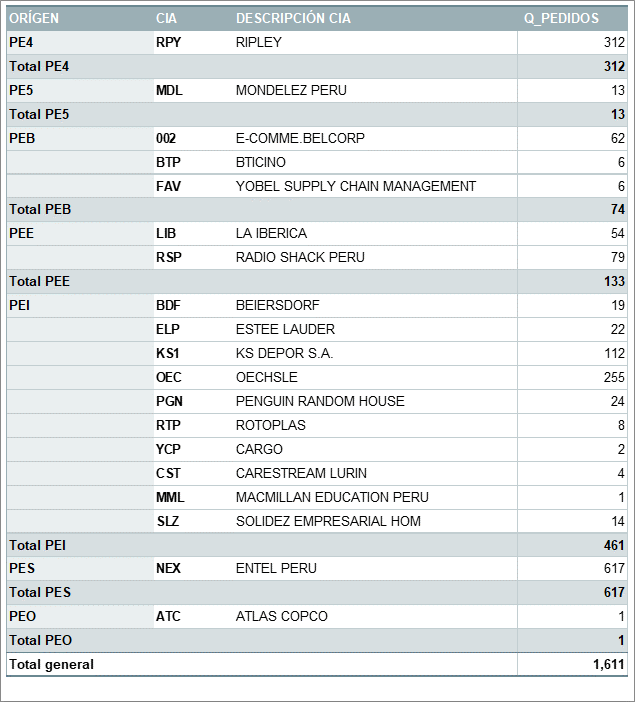 ORÍGEN CIA DESCRIPCIÓN CIA Q_PEDIDOS
PE4 RPY RIPLEY 312
Total PE4 312
PE5 MDL MONDELEZ PERU 13
Total PE5 13
PEB 002 E-COMME.BELCORP 62
BTP BTICINO 6
FAV YOBEL SUPPLY CHAIN MANAGEMENT 6
Total PEB 74
PEE LIB LA IBERICA 54
RSP RADIO SHACK PERU 79
Total PEE 133
PEI BDF BEIERSDORF 19
ELP ESTEE LAUDER 22
KS1 KS DEPOR S.A. 112
OEC OECHSLE 255
PGN PENGUIN RANDOM HOUSE 24
RTP ROTOPLAS 8
YCP CARGO 2
CST CARESTREAM LURIN 4
MML MACMILLAN EDUCATION PERU 1
SLZ SOLIDEZ EMPRESARIAL HOM 14
Total PEI 461
PES NEX ENTEL PERU 617
Total PES 617
PEO ATC ATLAS COPCO 1
Total PEO 1
Total general 1,611